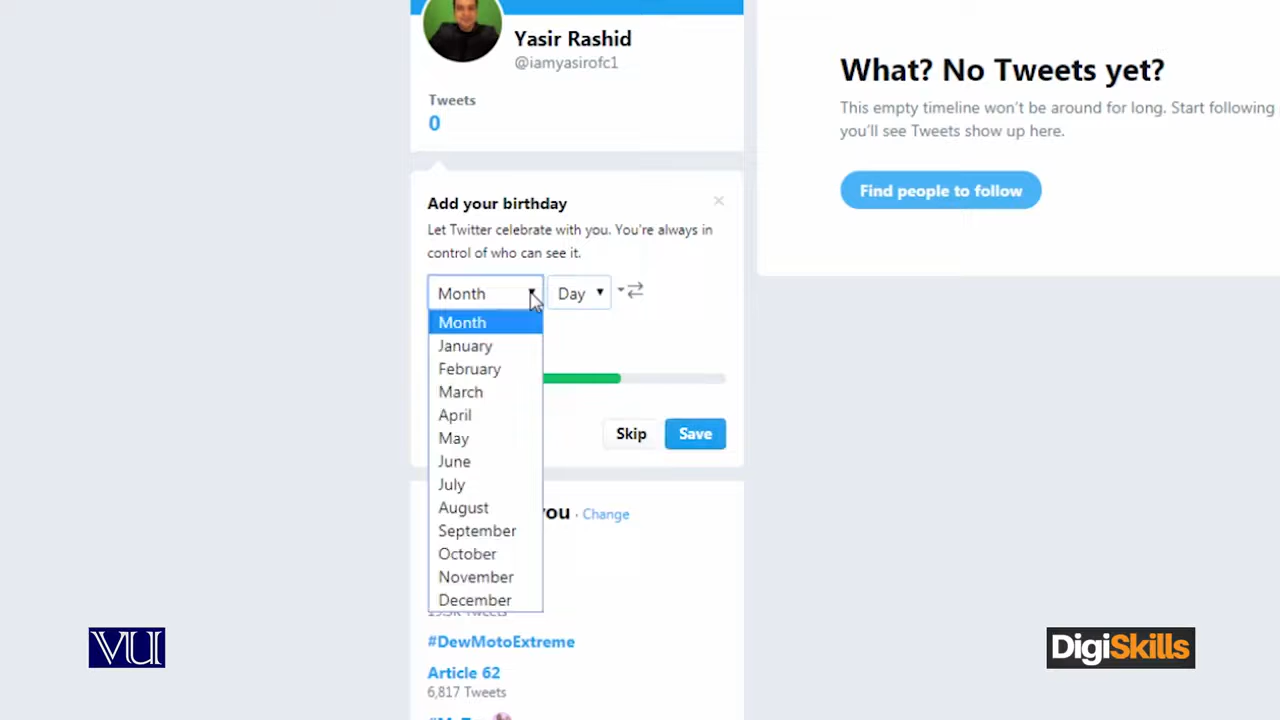 Yasir Rashid
@iamyasirofc1
Tweets
0
What? No Tweets yet?
This empty timeline won't be around for long. Start following
you'll see Tweets show up here.
Find people to follow
Add your birthday
×
Let Twitter celebrate with you. You're always in
control of who can see it.
Month
Day
Month
January
February
March
April
May
June
July
August
September
October
November
December
Skip
Save
you · Change
Tweets
#DewMotoExtreme
Article 62
6,817 Tweets
VU
DigiSkills